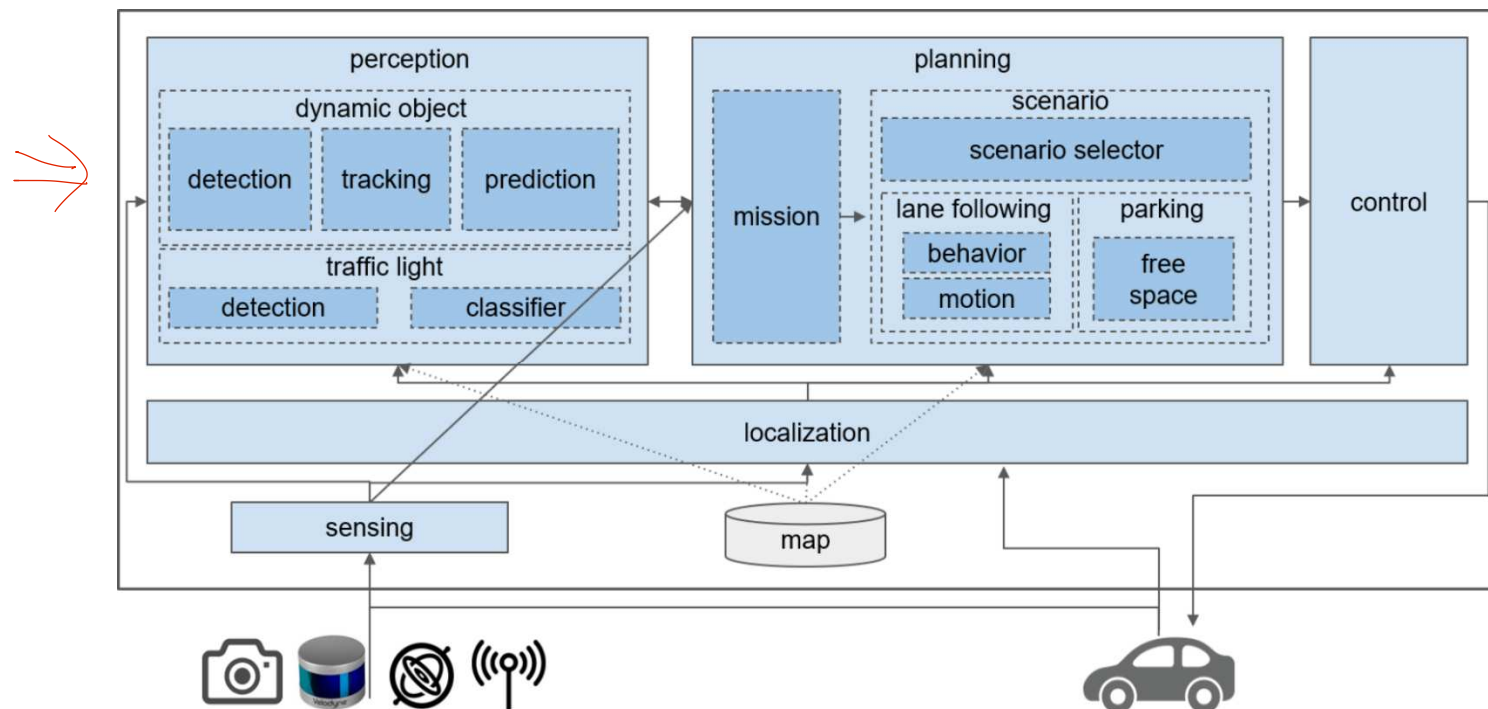 perception
dynamic object
detection
tracking
prediction
traffic light
detection
classifier
planning
mission
scenario
scenario selector
lane following
behavior
motion
parking
free
space
control
localization
sensing
map
Velodyne